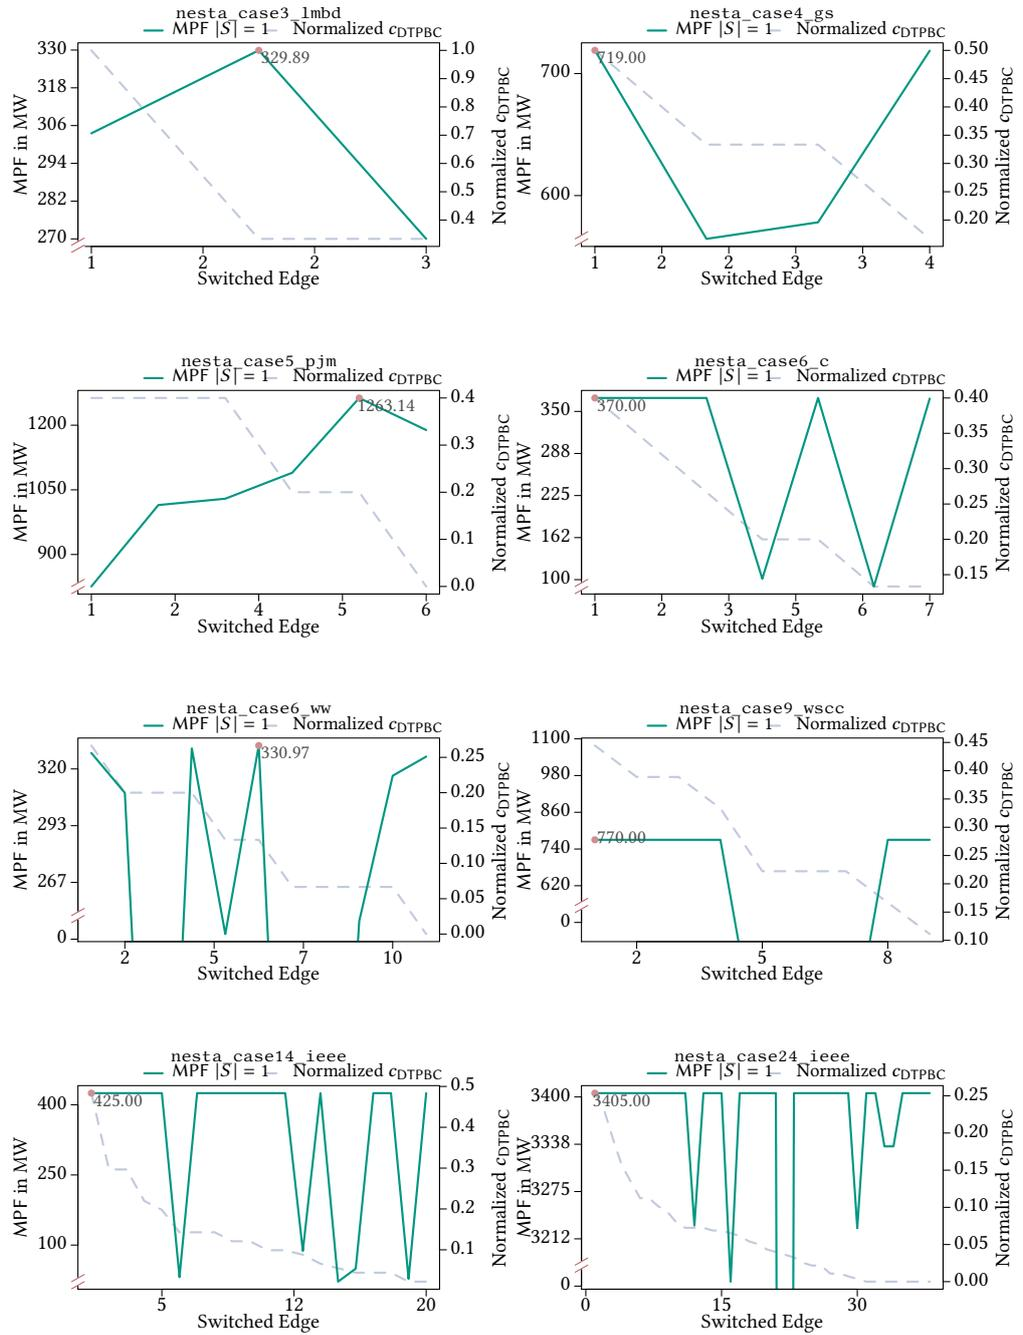 nesta_case3_lmbd
MPF |S| = 1 Normalized cDTPBC
330
318
306
294
282
270
MPF in MW
329.89
1.0
0.9
0.8
0.7
0.6
0.5
0.4
Normalized cDTPBC
1 2 2 3
Switched Edge
nesta_case4_gs
MPF |S| = 1 Normalized cDTPBC
700
600
MPF in MW
719.00
0.50
0.45
0.40
0.35
0.30
0.25
0.20
Normalized cDTPBC
1 2 2 3 3 4
Switched Edge
nesta_case5_pjm
MPF |S| = 1 Normalized cDTPBC
1200
1050
900
MPF in MW
1263.14
0.4
0.3
0.2
0.1
0.0
Normalized cDTPBC
1 2 4 5 6
Switched Edge
nesta_case6_c
MPF |S| = 1 Normalized cDTPBC
350
288
225
162
100
MPF in MW
370.00
0.40
0.35
0.30
0.25
0.20
0.15
Normalized cDTPBC
1 2 3 5 6 7
Switched Edge
nesta_case6_ww
MPF |S| = 1 Normalized cDTPBC
320
293
267
0
MPF in MW
330.97
0.25
0.20
0.15
0.10
0.05
0.00
Normalized cDTPBC
2 5 7 10
Switched Edge
nesta_case9_wscc
MPF |S| = 1 Normalized cDTPBC
1100
980
860
740
620
0
MPF in MW
770.00
0.45
0.40
0.35
0.30
0.25
0.20
0.15
0.10
Normalized cDTPBC
2 5 8
Switched Edge
nesta_case14_ieee
MPF |S| = 1 Normalized cDTPBC
400
250
100
MPF in MW
425.00
0.5
0.4
0.3
0.2
0.1
Normalized cDTPBC
5 12 20
Switched Edge
nesta_case24_ieee
MPF |S| = 1 Normalized cDTPBC
3400
3338
3275
3212
0
MPF in MW
3405.00
0.25
0.20
0.15
0.10
0.05
0.00
Normalized cDTPBC
0 15 30
Switched Edge